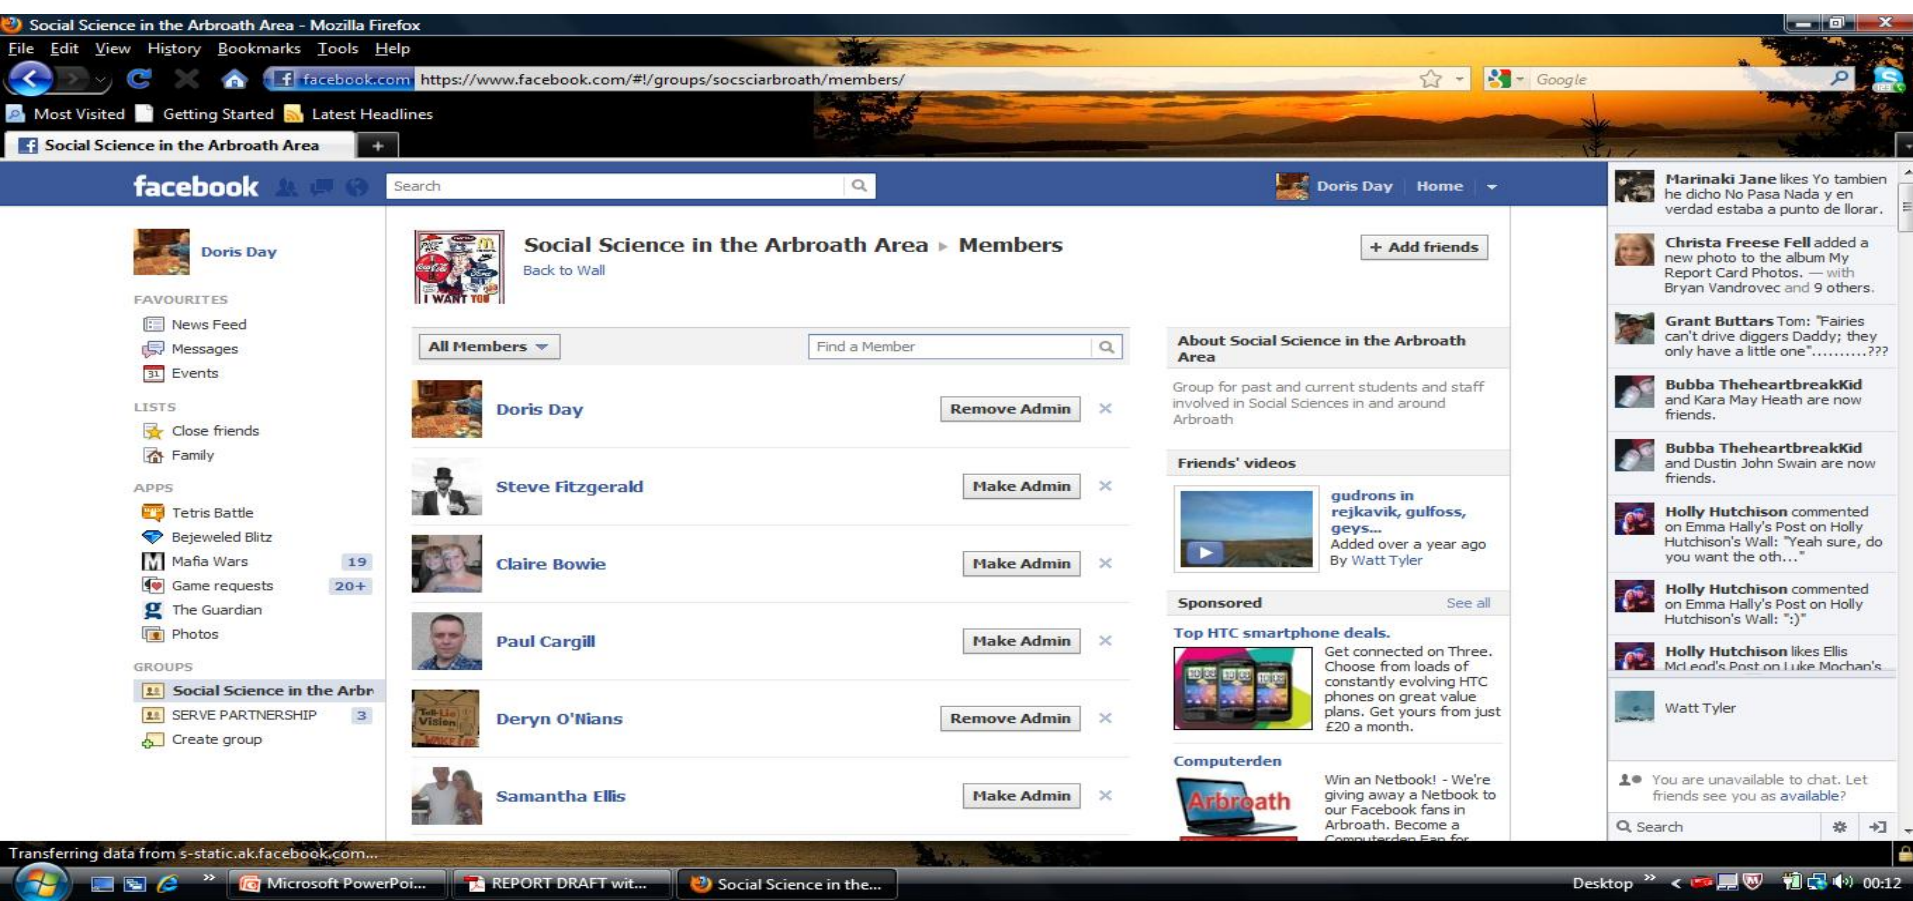 Social Science in the Arbroath Area - Mozilla Firefox
File Edit View History Bookmarks Tools Help
facebook.com https://www.facebook.com/#!/groups/socsciarbroath/members/
Google
Most Visited Getting Started Latest Headlines
Social Science in the Arbroath Area +
facebook
Search
Doris Day Home
Doris Day
FAVOURITES
News Feed
Messages
31 Events
LISTS
Close friends
Family
APPS
Tetris Battle
Bejeweled Blitz
Mafia Wars 19
Game requests 20+
The Guardian
Photos
GROUPS
Social Science in the Arbr
SERVE PARTNERSHIP 3
Create group
I WANT YOU
Social Science in the Arbroath Area ▸ Members
Back to Wall
+ Add friends
All Members
Find a Member
Doris Day Remove Admin ×
Steve Fitzgerald Make Admin ×
Claire Bowie Make Admin ×
Paul Cargill Make Admin ×
Deryn O'Nians Remove Admin ×
Samantha Ellis Make Admin ×
About Social Science in the Arbroath
Area
Group for past and current students and staff
involved in Social Sciences in and around
Arbroath
Friends' videos
gudrons in
rejkavik, gulfoss,
geys...
Added over a year ago
By Watt Tyler
Sponsored See all
Top HTC smartphone deals.
Get connected on Three.
Choose from loads of
constantly evolving HTC
phones on great value
plans. Get yours from just
£20 a month.
Computerden
Arbroath
Win an Netbook! - We're
giving away a Netbook to
our Facebook fans in
Arbroath. Become a
Computerden Fan for
Marinaki Jane likes Yo tambien
he dicho No Pasa Nada y en
verdad estaba a punto de llorar.
Christa Freese Fell added a
new photo to the album My
Report Card Photos. — with
Bryan Vandrovec and 9 others.
Grant Buttars Tom: "Fairies
can't drive diggers Daddy; they
only have a little one"..........???
Bubba TheheartbreakKid
and Kara May Heath are now
friends.
Bubba TheheartbreakKid
and Dustin John Swain are now
friends.
Holly Hutchison commented
on Emma Hally's Post on Holly
Hutchison's Wall: "Yeah sure, do
you want the oth..."
Holly Hutchison commented
on Emma Hally's Post on Holly
Hutchison's Wall: ":)"
Holly Hutchison likes Ellis
McLeod's Post on Luke Mochan's
Watt Tyler
You are unavailable to chat. Let
friends see you as available?
Search
Transferring data from s-static.ak.facebook.com...
Microsoft PowerPoi... REPORT DRAFT wit... Social Science in the... Desktop 00:12